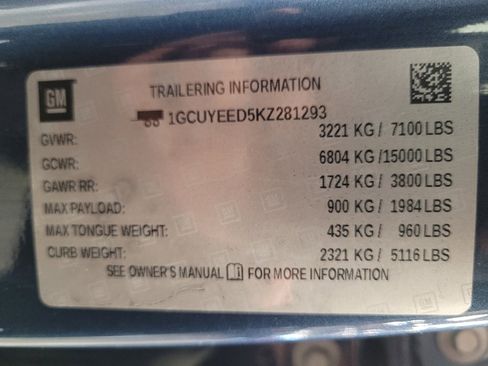 GM
TRAILERING INFORMATION
1GCUYEED5KZ281293
GVWR: 3221 KG / 7100 LBS
GCWR: 6804 KG /15000 LBS
GAWR RR: 1724 KG / 3800 LBS
MAX PAYLOAD: 900 KG / 1984 LBS
MAX TONGUE WEIGHT: 435 KG / 960 LBS
CURB WEIGHT: 2321 KG / 5116 LBS
SEE OWNER'S MANUAL FOR MORE INFORMATION